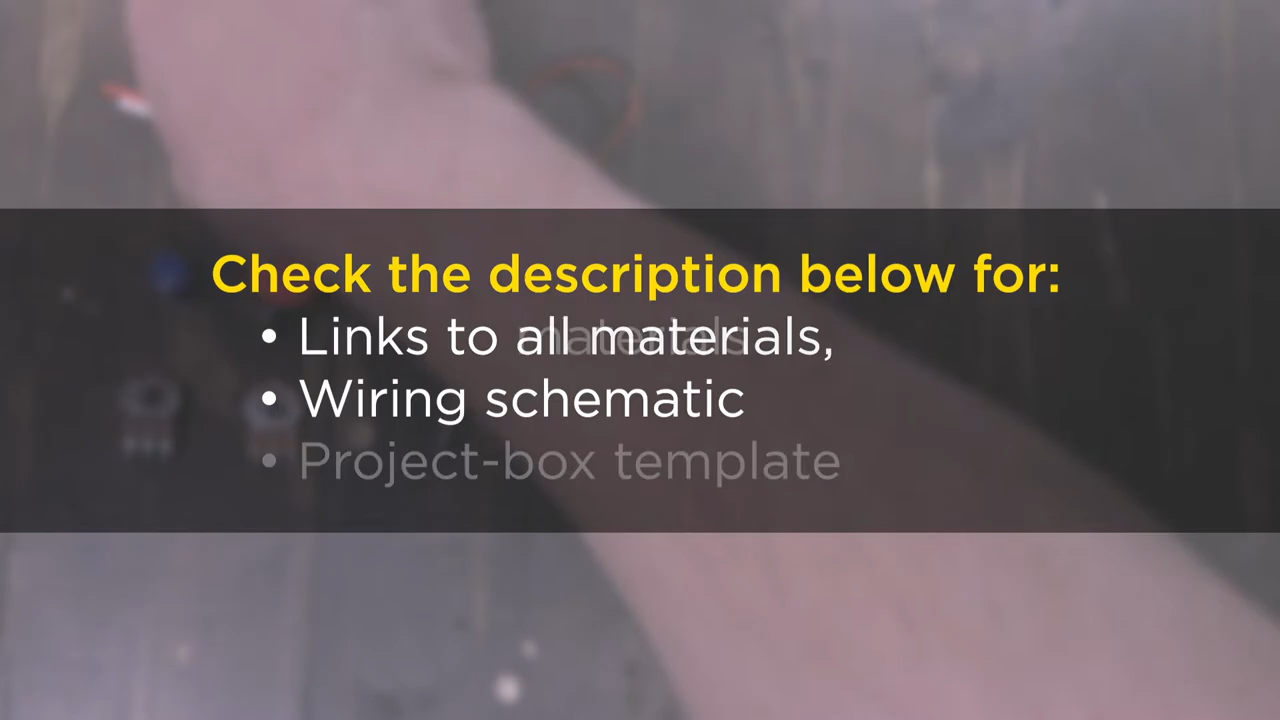 Check the description below for:
• Links to all materials,
• Wiring schematic
• Project-box template